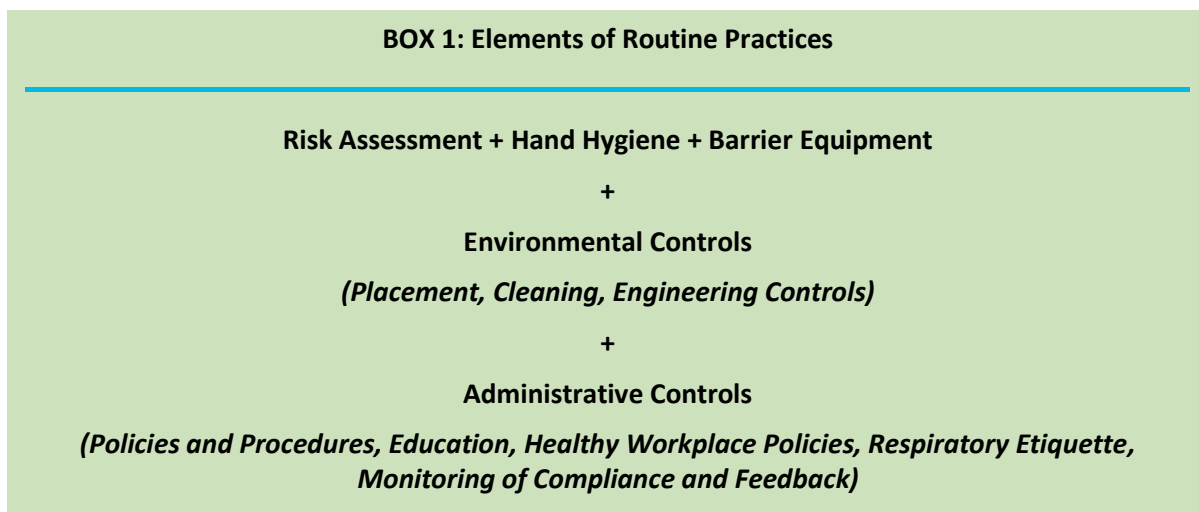 BOX 1: Elements of Routine Practices
Risk Assessment + Hand Hygiene + Barrier Equipment
+
Environmental Controls
(Placement, Cleaning, Engineering Controls)
+
Administrative Controls
(Policies and Procedures, Education, Healthy Workplace Policies, Respiratory Etiquette,
Monitoring of Compliance and Feedback)